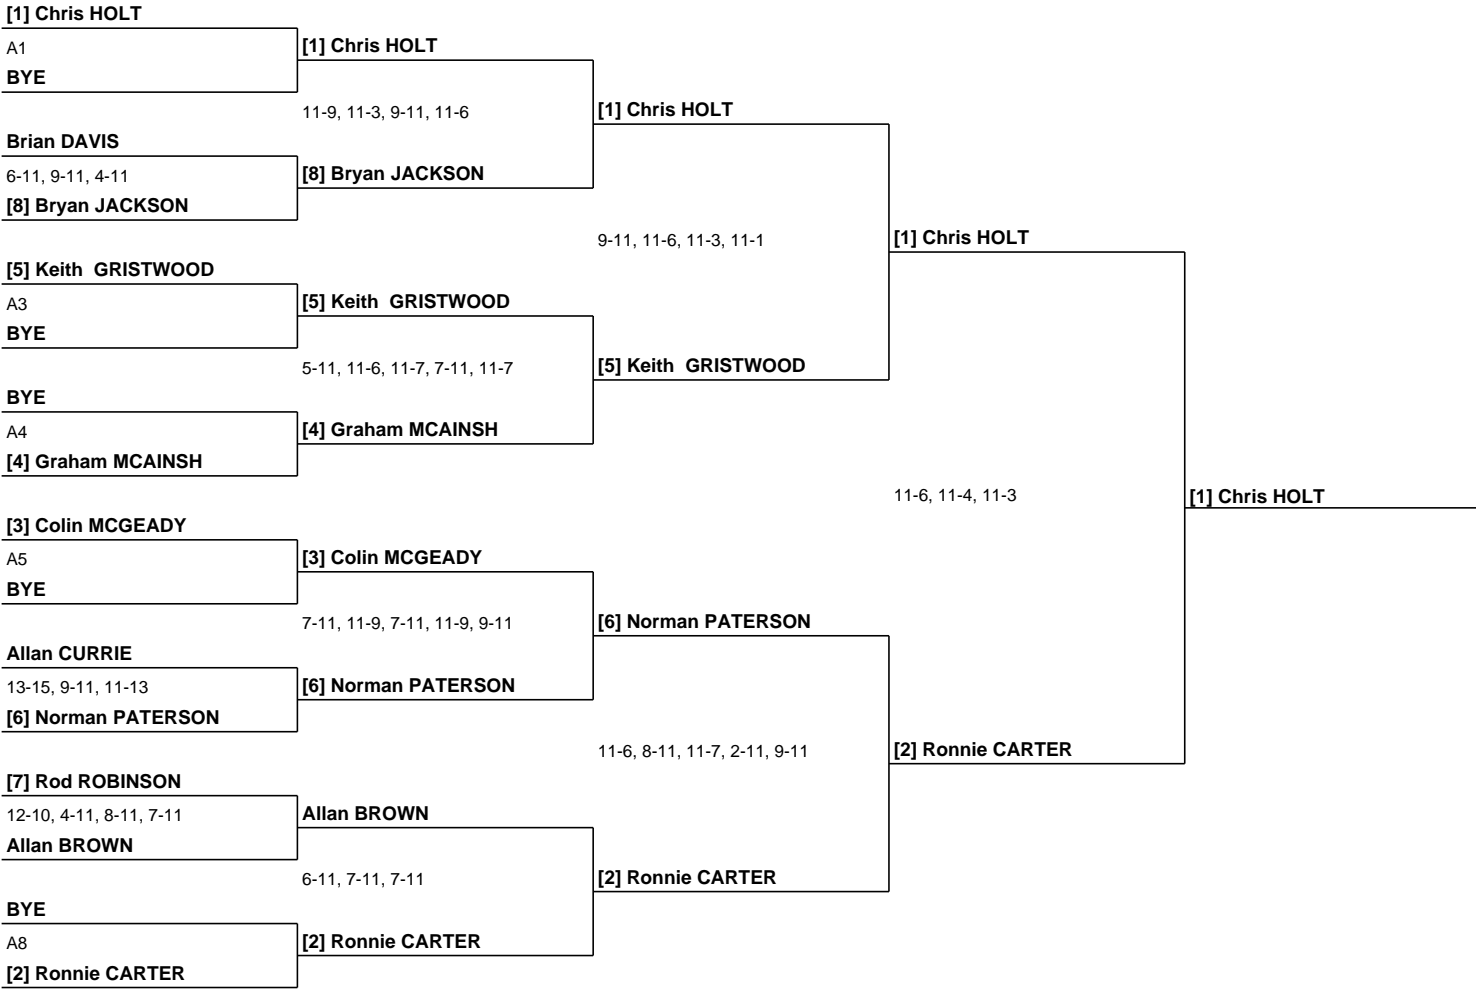 [1] Chris HOLT
A1
BYE
Brian DAVIS
6-11, 9-11, 4-11
[8] Bryan JACKSON
[5] Keith  GRISTWOOD
A3
BYE
BYE
A4
[4] Graham MCAINSH
[3] Colin MCGEADY
A5
BYE
Allan CURRIE
13-15, 9-11, 11-13
[6] Norman PATERSON
[7] Rod ROBINSON
12-10, 4-11, 8-11, 7-11
Allan BROWN
BYE
A8
[2] Ronnie CARTER
[1] Chris HOLT
11-9, 11-3, 9-11, 11-6
[8] Bryan JACKSON
[5] Keith  GRISTWOOD
5-11, 11-6, 11-7, 7-11, 11-7
[4] Graham MCAINSH
[3] Colin MCGEADY
7-11, 11-9, 7-11, 11-9, 9-11
[6] Norman PATERSON
Allan BROWN
6-11, 7-11, 7-11
[2] Ronnie CARTER
[1] Chris HOLT
9-11, 11-6, 11-3, 11-1
[5] Keith  GRISTWOOD
[6] Norman PATERSON
11-6, 8-11, 11-7, 2-11, 9-11
[2] Ronnie CARTER
[1] Chris HOLT
11-6, 11-4, 11-3
[2] Ronnie CARTER
[1] Chris HOLT